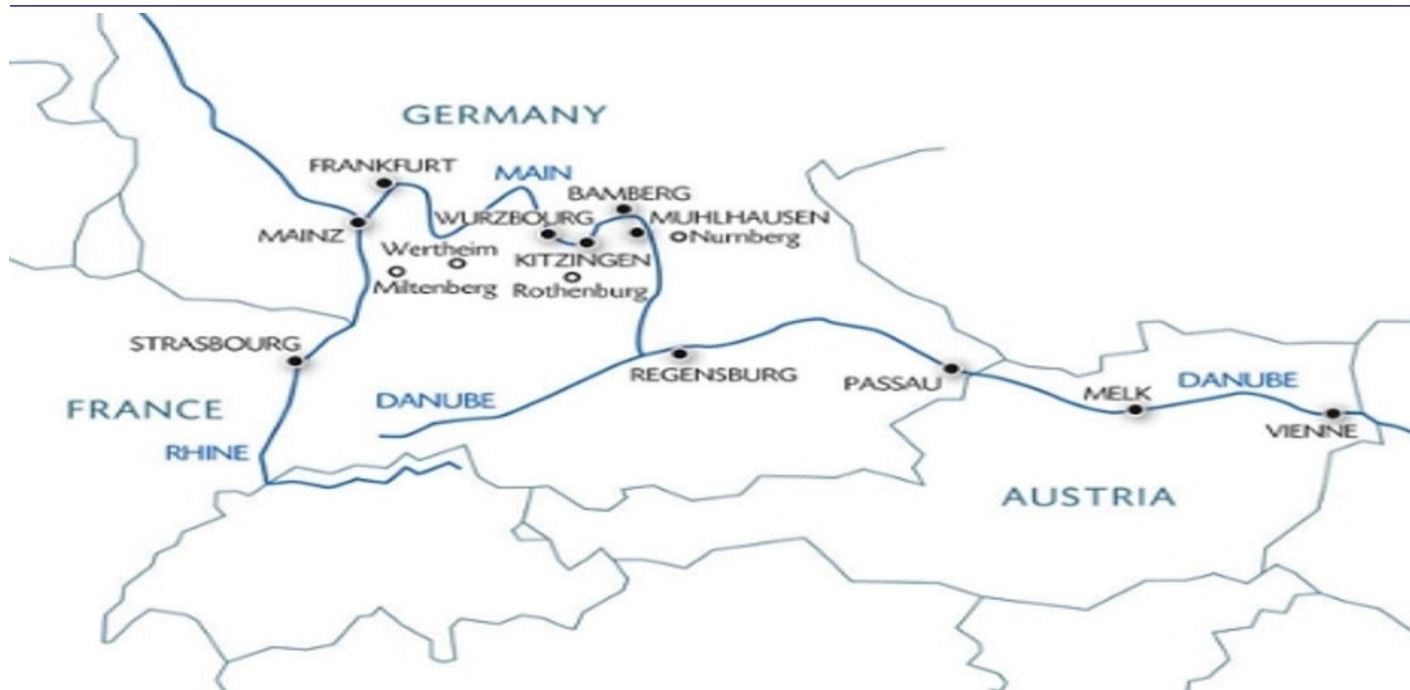 GERMANY
FRANKFURT
MAIN
BAMBERG
WURZBOURG
MUHLHAUSEN
MAINZ
Nurnberg
Wertheim
KITZINGEN
Miltenberg
Rothenburg
STRASBOURG
REGENSBURG
PASSAU
DANUBE
MELK
DANUBE
FRANCE
VIENNE
RHINE
AUSTRIA